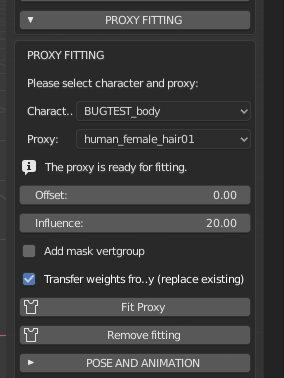 PROXY FITTING
PROXY FITTING
Please select character and proxy:
Charact.. BUGTEST_body
Proxy: human_female_hair01
The proxy is ready for fitting.
Offset: 0.00
Influence: 20.00
Add mask vertgroup
Transfer weights fro..y (replace existing)
Fit Proxy
Remove fitting
POSE AND ANIMATION